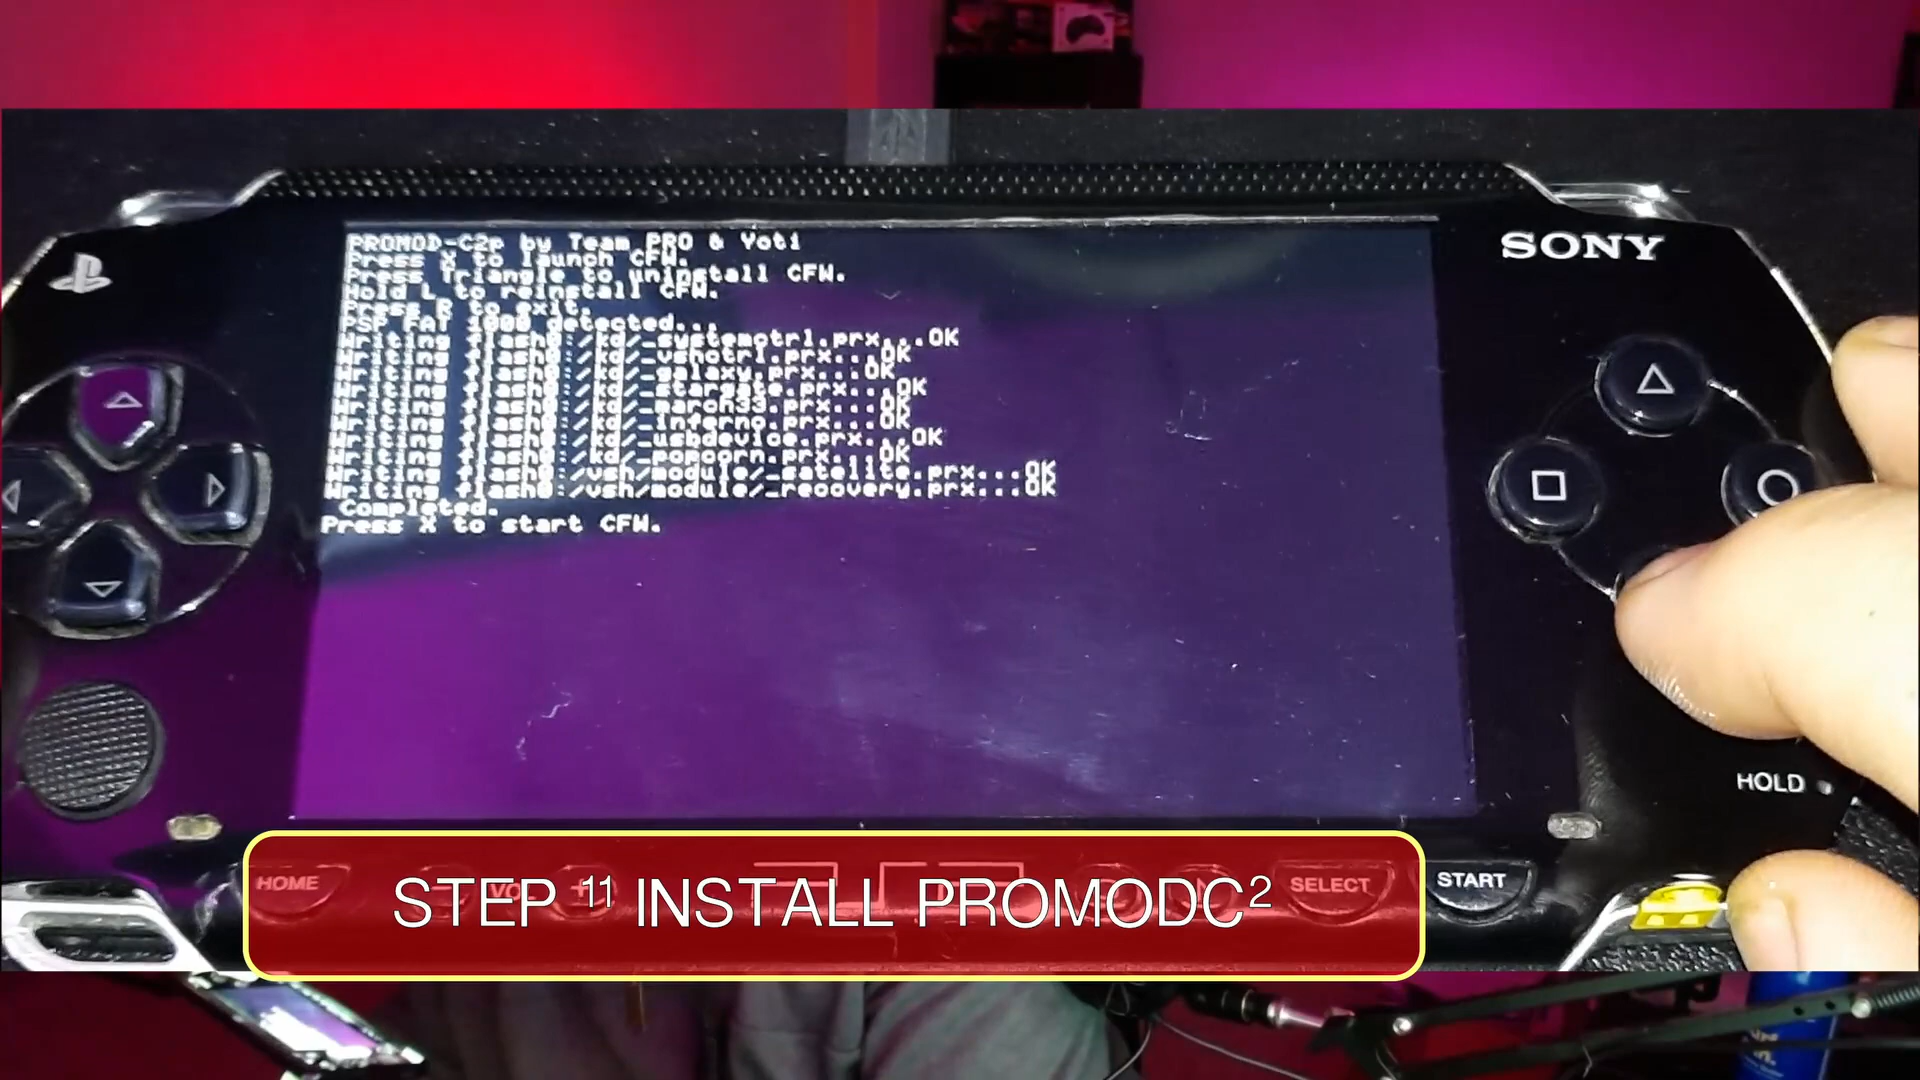 SONY
PROMOD-C2p by Team PRO & Yoti
Press X to launch CFW.
Press Triangle to uninstall CFW.
Hold L to reinstall CFW.
Press R to exit.
PSP FAT 1000 detected...
Writing flash0:/kd/_systemctrl.prx...OK
Writing flash0:/kd/_vshctrl.prx...OK
Writing flash0:/kd/_galaxy.prx...OK
Writing flash0:/kd/_stargate.prx...OK
Writing flash0:/kd/_march33.prx...OK
Writing flash0:/kd/_inferno.prx...OK
Writing flash0:/kd/_usbdevice.prx...OK
Writing flash0:/kd/_popcorn.prx...OK
Writing flash0:/vsh/module/_satellite.prx...OK
Writing flash0:/vsh/module/_recovery.prx...OK
Completed.
Press X to start CFW.
HOLD
HOME
VOL
SELECT
START
STEP 11 INSTALL PROMODC2